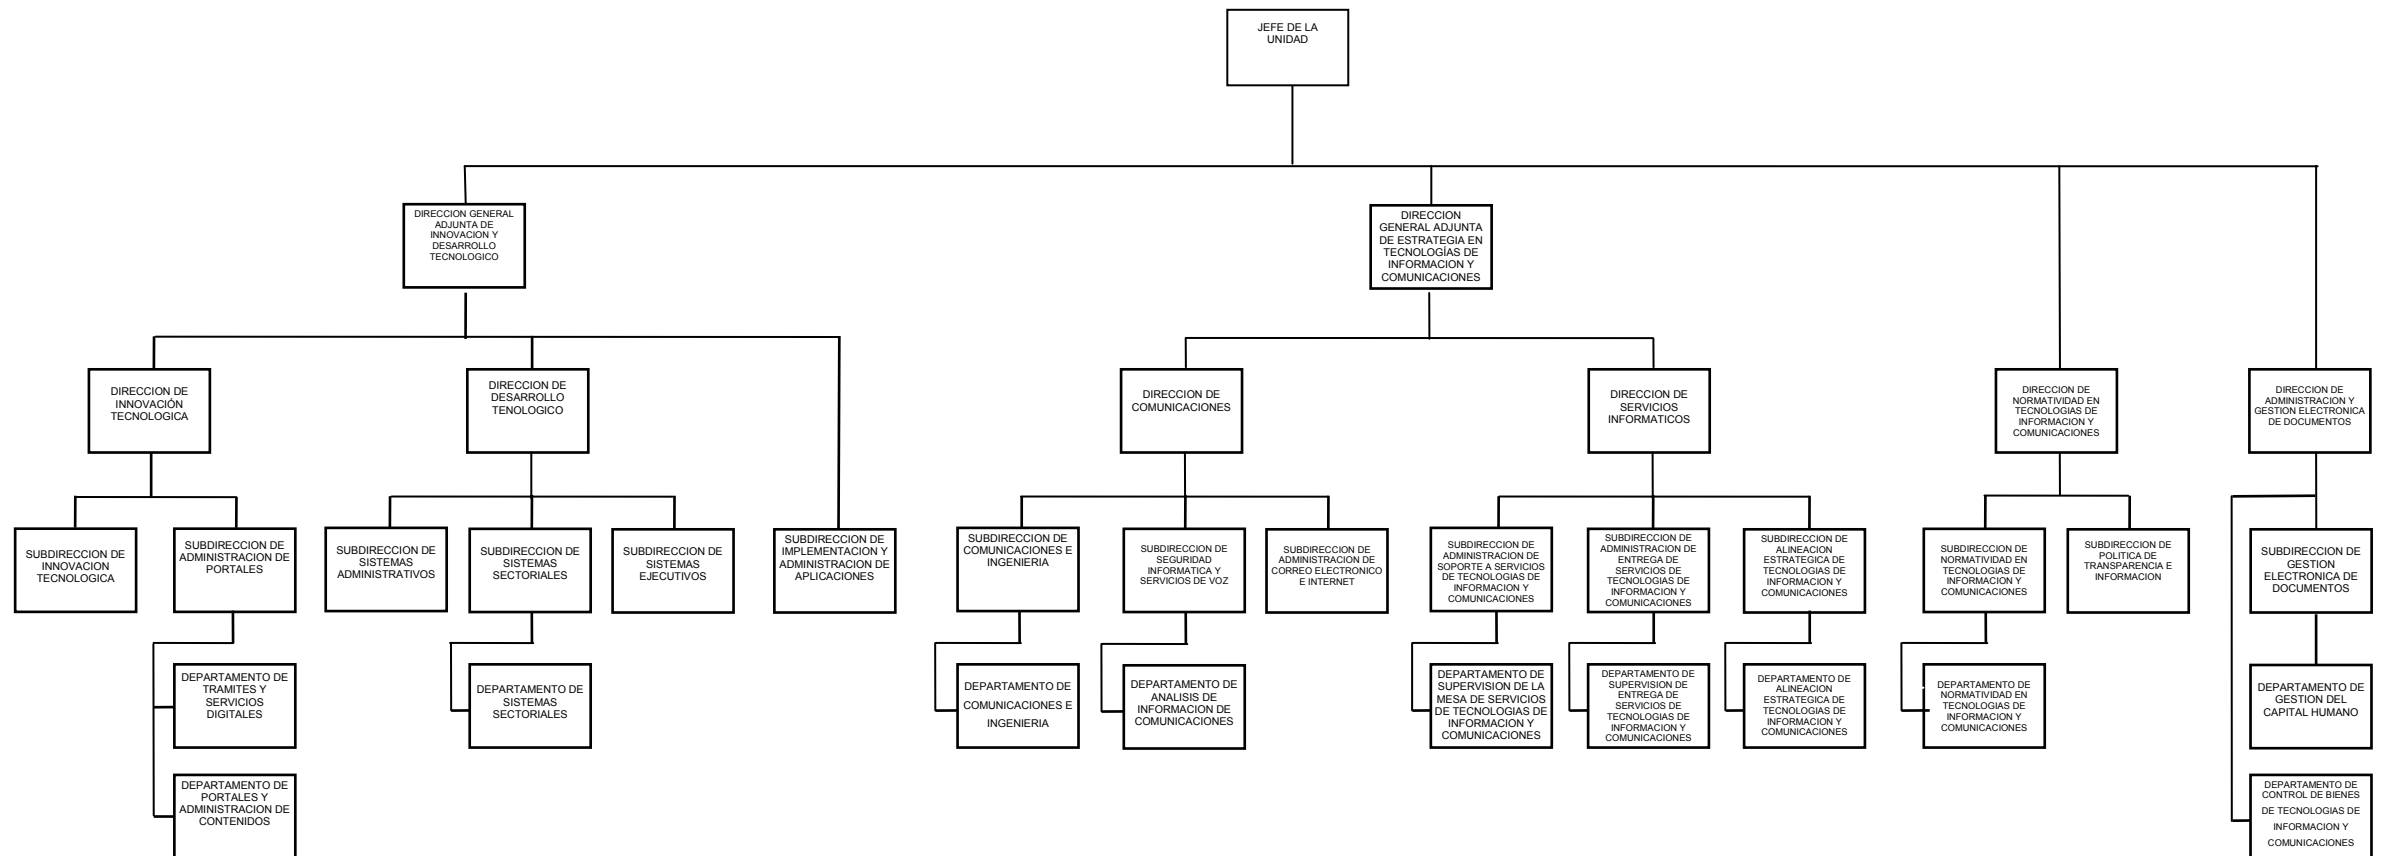 JEFE DE LA
UNIDAD
DIRECCION GENERAL
ADJUNTA DE
INNOVACION Y
DESARROLLO
TECNOLOGICO
DIRECCION
GENERAL ADJUNTA
DE ESTRATEGIA EN
TECNOLOGÍAS DE
INFORMACION Y
COMUNICACIONES
DIRECCION DE
INNOVACIÓN
TECNOLOGICA
DIRECCION DE
DESARROLLO
TENOLOGICO
DIRECCION DE
COMUNICACIONES
DIRECCION DE
SERVICIOS
INFORMATICOS
DIRECCION DE
NORMATIVIDAD EN
TECNOLOGIAS DE
INFORMACION Y
COMUNICACIONES
DIRECCION DE
ADMINISTRACION Y
GESTION ELECTRONICA
DE DOCUMENTOS
SUBDIRECCION DE
INNOVACION
TECNOLOGICA
SUBDIRECCION DE
ADMINISTRACION DE
PORTALES
SUBDIRECCION DE
SISTEMAS
ADMINISTRATIVOS
SUBDIRECCION DE
SISTEMAS
SECTORIALES
SUBDIRECCION DE
SISTEMAS
EJECUTIVOS
SUBDIRECCION DE
IMPLEMENTACION Y
ADMINISTRACION DE
APLICACIONES
SUBDIRECCION DE
COMUNICACIONES E
INGENIERIA
SUBDIRECCION DE
SEGURIDAD
INFORMATICA Y
SERVICIOS DE VOZ
SUBDIRECCION DE
ADMINISTRACION DE
CORREO ELECTRONICO
E INTERNET
SUBDIRECCION DE
ADMINISTRACION DE
SOPORTE A SERVICIOS
DE TECNOLOGIAS DE
INFORMACION Y
COMUNICACIONES
SUBDIRECCION DE
ADMINISTRACION DE
ENTREGA DE
SERVICIOS DE
TECNOLOGIAS DE
INFORMACION Y
COMUNICACIONES
SUBDIRECCION DE
ALINEACION
ESTRATEGICA DE
TECNOLOGIAS DE
INFORMACION Y
COMUNICACIONES
SUBDIRECCION DE
NORMATIVIDAD EN
TECNOLOGIAS DE
INFORMACION Y
COMUNICACIONES
SUBDIRECCION DE
POLITICA DE
TRANSPARENCIA E
INFORMACION
SUBDIRECCION DE
GESTION
ELECTRONICA DE
DOCUMENTOS
DEPARTAMENTO DE
TRAMITES Y
SERVICIOS
DIGITALES
DEPARTAMENTO DE
SISTEMAS
SECTORIALES
DEPARTAMENTO DE
COMUNICACIONES E
INGENIERIA
DEPARTAMENTO DE
ANALISIS DE
INFORMACION DE
COMUNICACIONES
DEPARTAMENTO DE
SUPERVISION DE LA
MESA DE SERVICIOS
DE TECNOLOGIAS DE
INFORMACION Y
COMUNICACIONES
DEPARTAMENTO DE
SUPERVISION DE
ENTREGA DE
SERVICIOS DE
TECNOLOGIAS DE
INFORMACION Y
COMUNICACIONES
DEPARTAMENTO DE
ALINEACION
ESTRATEGICA DE
TECNOLOGIAS DE
INFORMACION Y
COMUNICACIONES
DEPARTAMENTO DE
NORMATIVIDAD EN
TECNOLOGIAS DE
INFORMACION Y
COMUNICACIONES
DEPARTAMENTO DE
GESTION DEL
CAPITAL HUMANO
DEPARTAMENTO DE
PORTALES Y
ADMINISTRACION DE
CONTENIDOS
DEPARTAMENTO DE
CONTROL DE BIENES
DE TECNOLOGIAS DE
INFORMACION Y
COMUNICACIONES